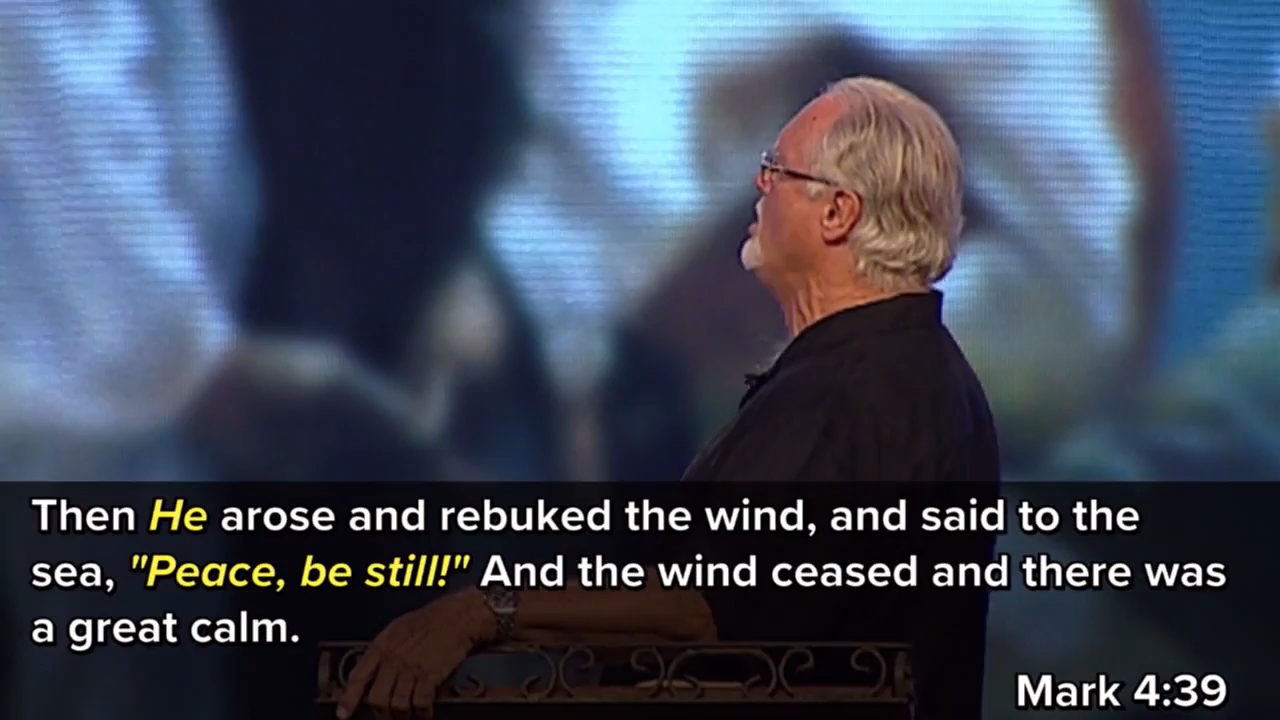 Then He arose and rebuked the wind, and said to the
sea, "Peace, be still!" And the wind ceased and there was
a great calm.
Mark 4:39